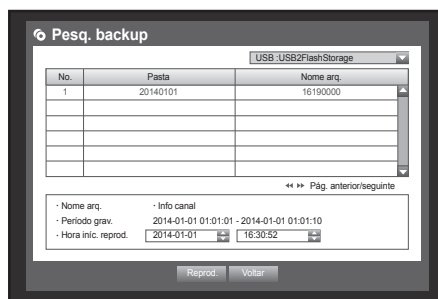 Pesq. backup
USB :USB2FlashStorage
No. Pasta Nome arq.
1 20140101 16190000
Pág. anterior/seguinte
· Nome arq. · Info canal
· Período grav. 2014-01-01 01:01:01 - 2014-01-01 01:01:10
· Hora iníc. reprod. 2014-01-01 16:30:52
Reprod. Voltar